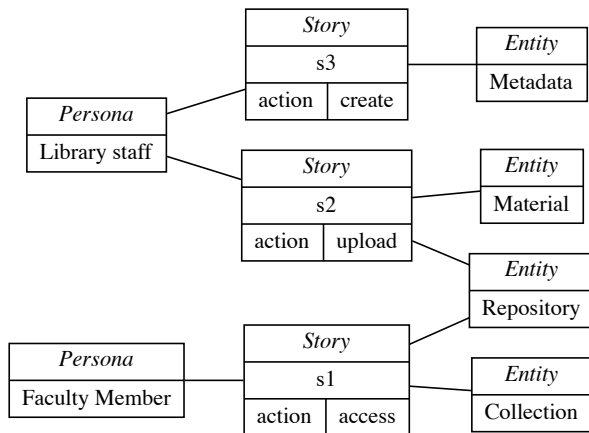 Story
s3
action create
Entity
Metadata
Persona
Library staff
Story
s2
action upload
Entity
Material
Entity
Repository
Story
s1
action access
Persona
Faculty Member
Entity
Collection